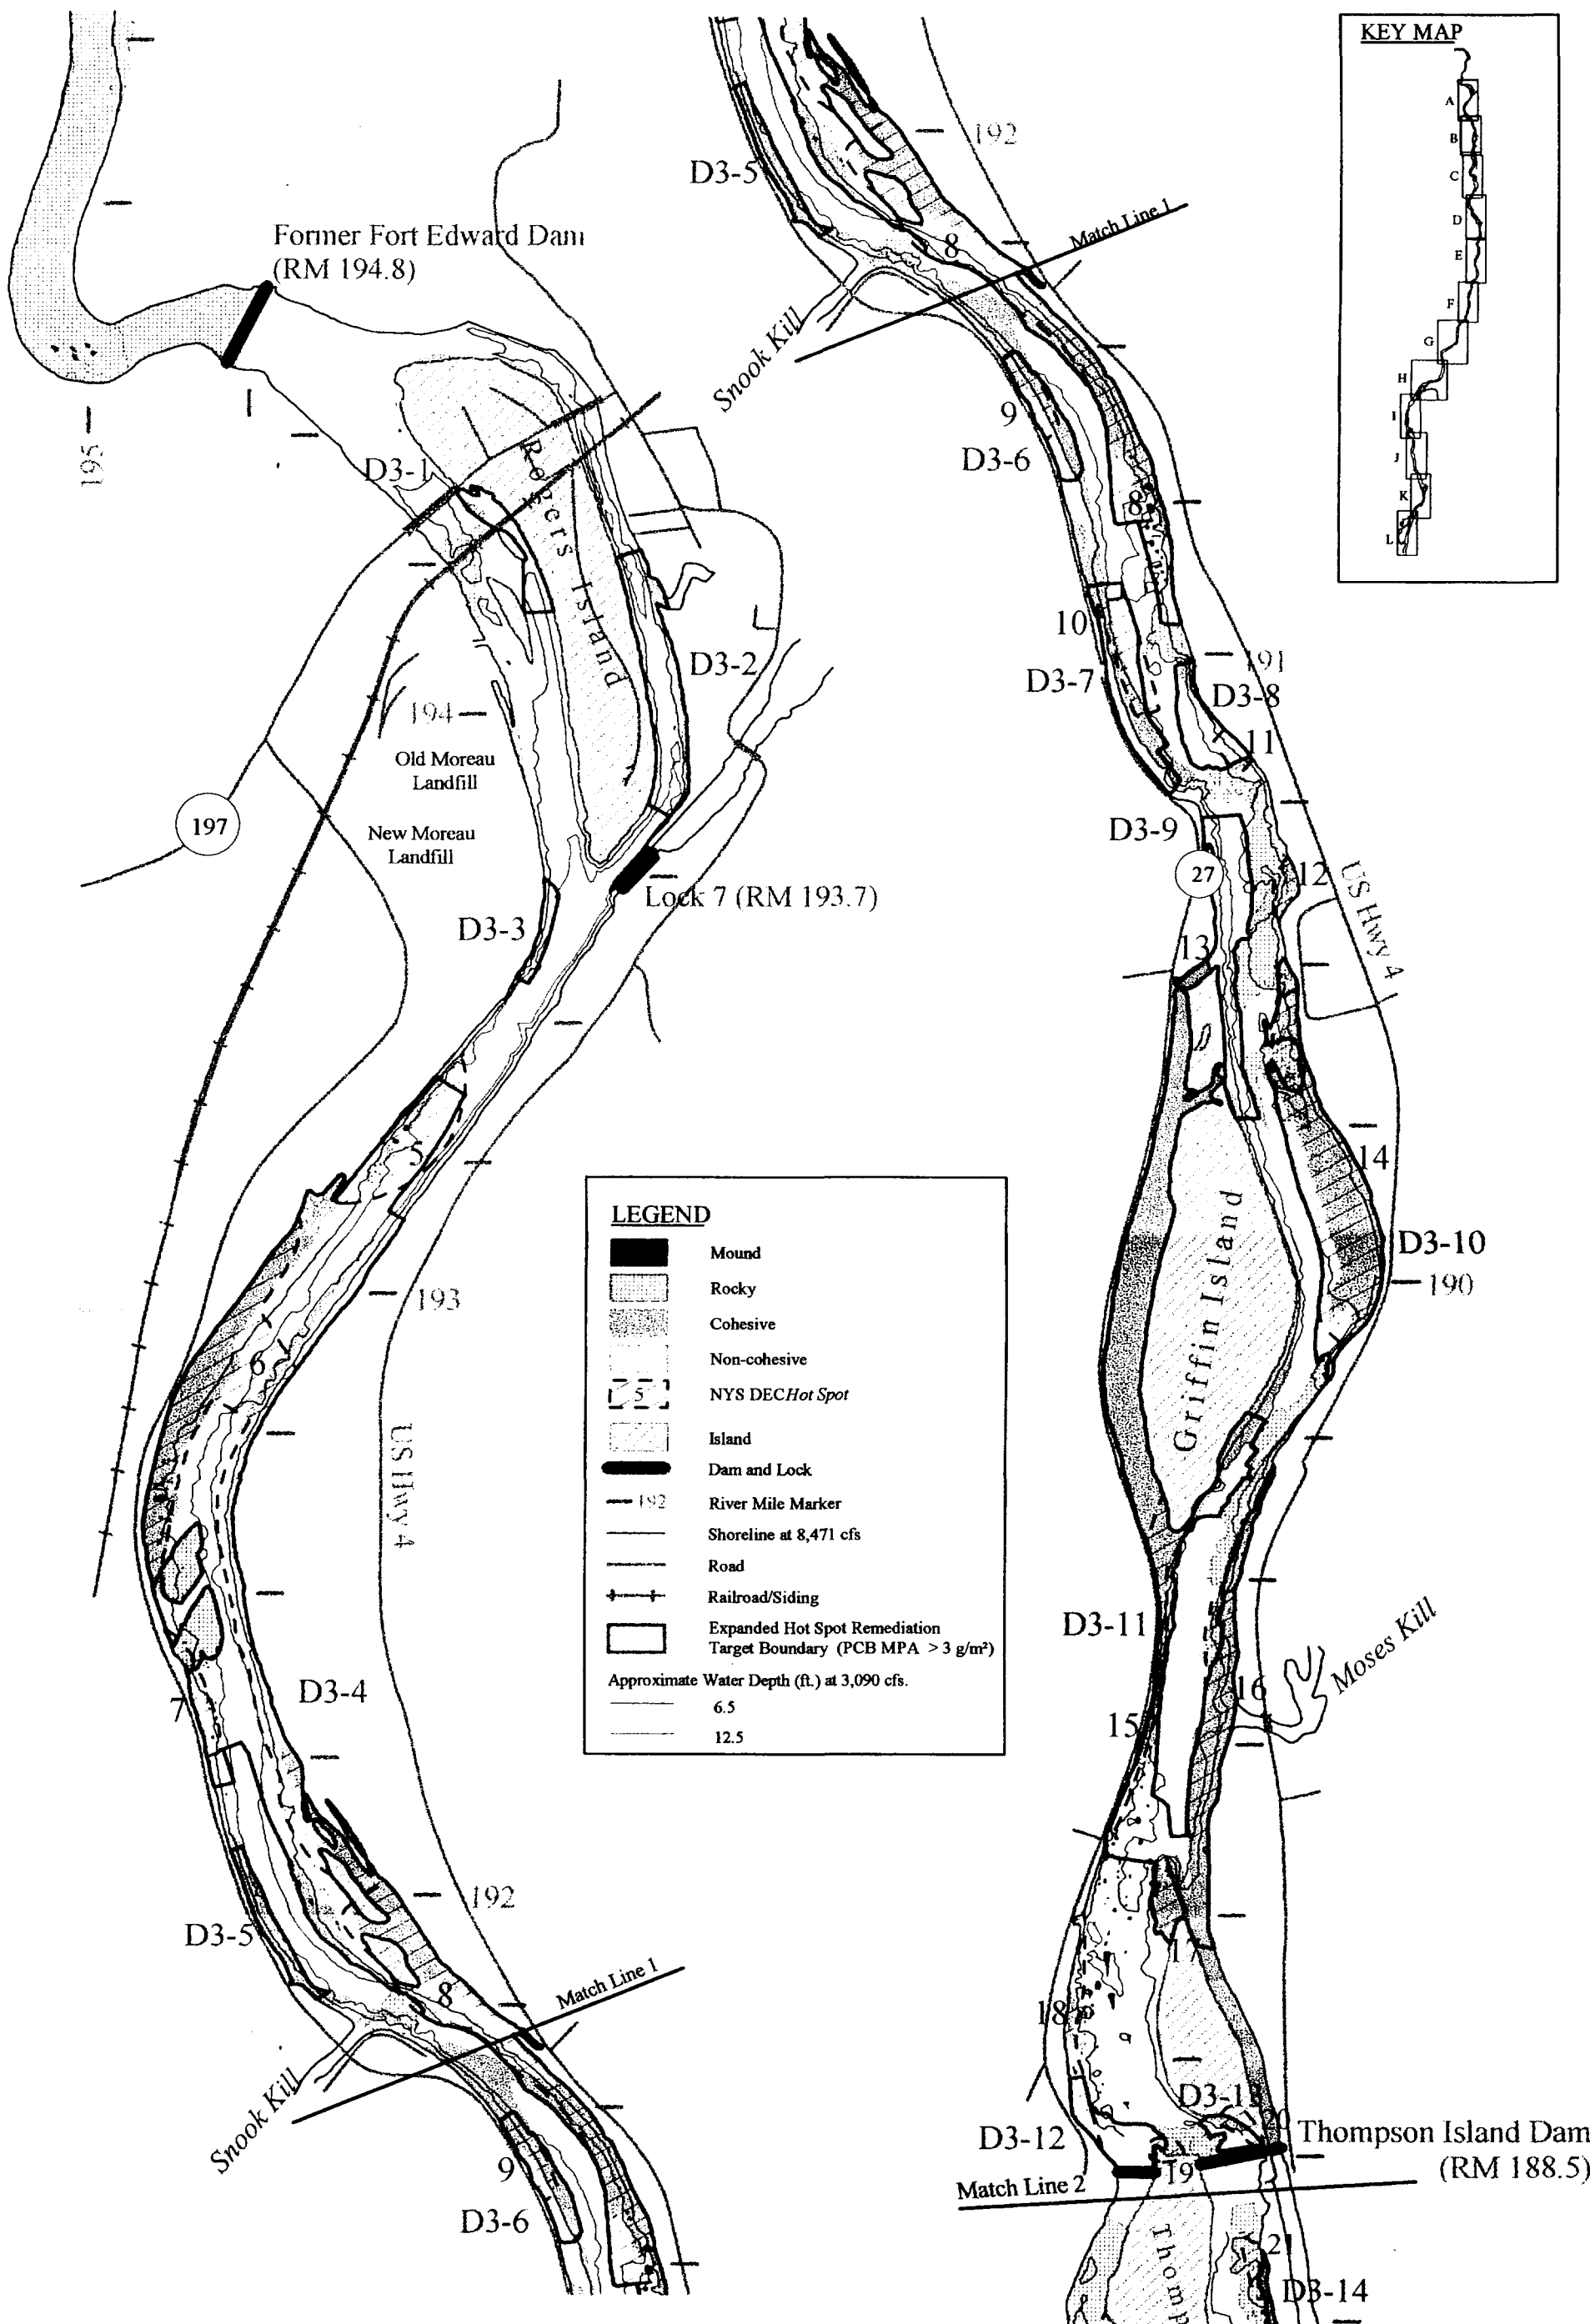 KEY MAP
A
B
C
D
E
F
G
H
I
J
K
L
Former Fort Edward Dam
(RM 194.8)
195
D3-1
Rogers Island
D3-2
194
Old Moreau
Landfill
New Moreau
Landfill
197
Lock 7 (RM 193.7)
D3-3
5
193
6
US Hwy 4
7
D3-4
192
D3-5
8
Match Line 1
Snook Kill
9
D3-6
LEGEND
Mound
Rocky
Cohesive
Non-cohesive
5
NYS DEC Hot Spot
Island
Dam and Lock
192
River Mile Marker
Shoreline at 8,471 cfs
Road
Railroad/Siding
Expanded Hot Spot Remediation
Target Boundary (PCB MPA > 3 g/m²)
Approximate Water Depth (ft.) at 3,090 cfs.
6.5
12.5
D3-5
192
8
Match Line 1
Snook Kill
9
D3-6
8
10
191
D3-7
D3-8
11
D3-9
27
12
US Hwy 4
13
14
Griffin Island
D3-10
190
D3-11
16
Moses Kill
15
17
18
D3-13
20
D3-12
Thompson Island Dam
(RM 188.5)
19
Match Line 2
Thomp
21
D3-14